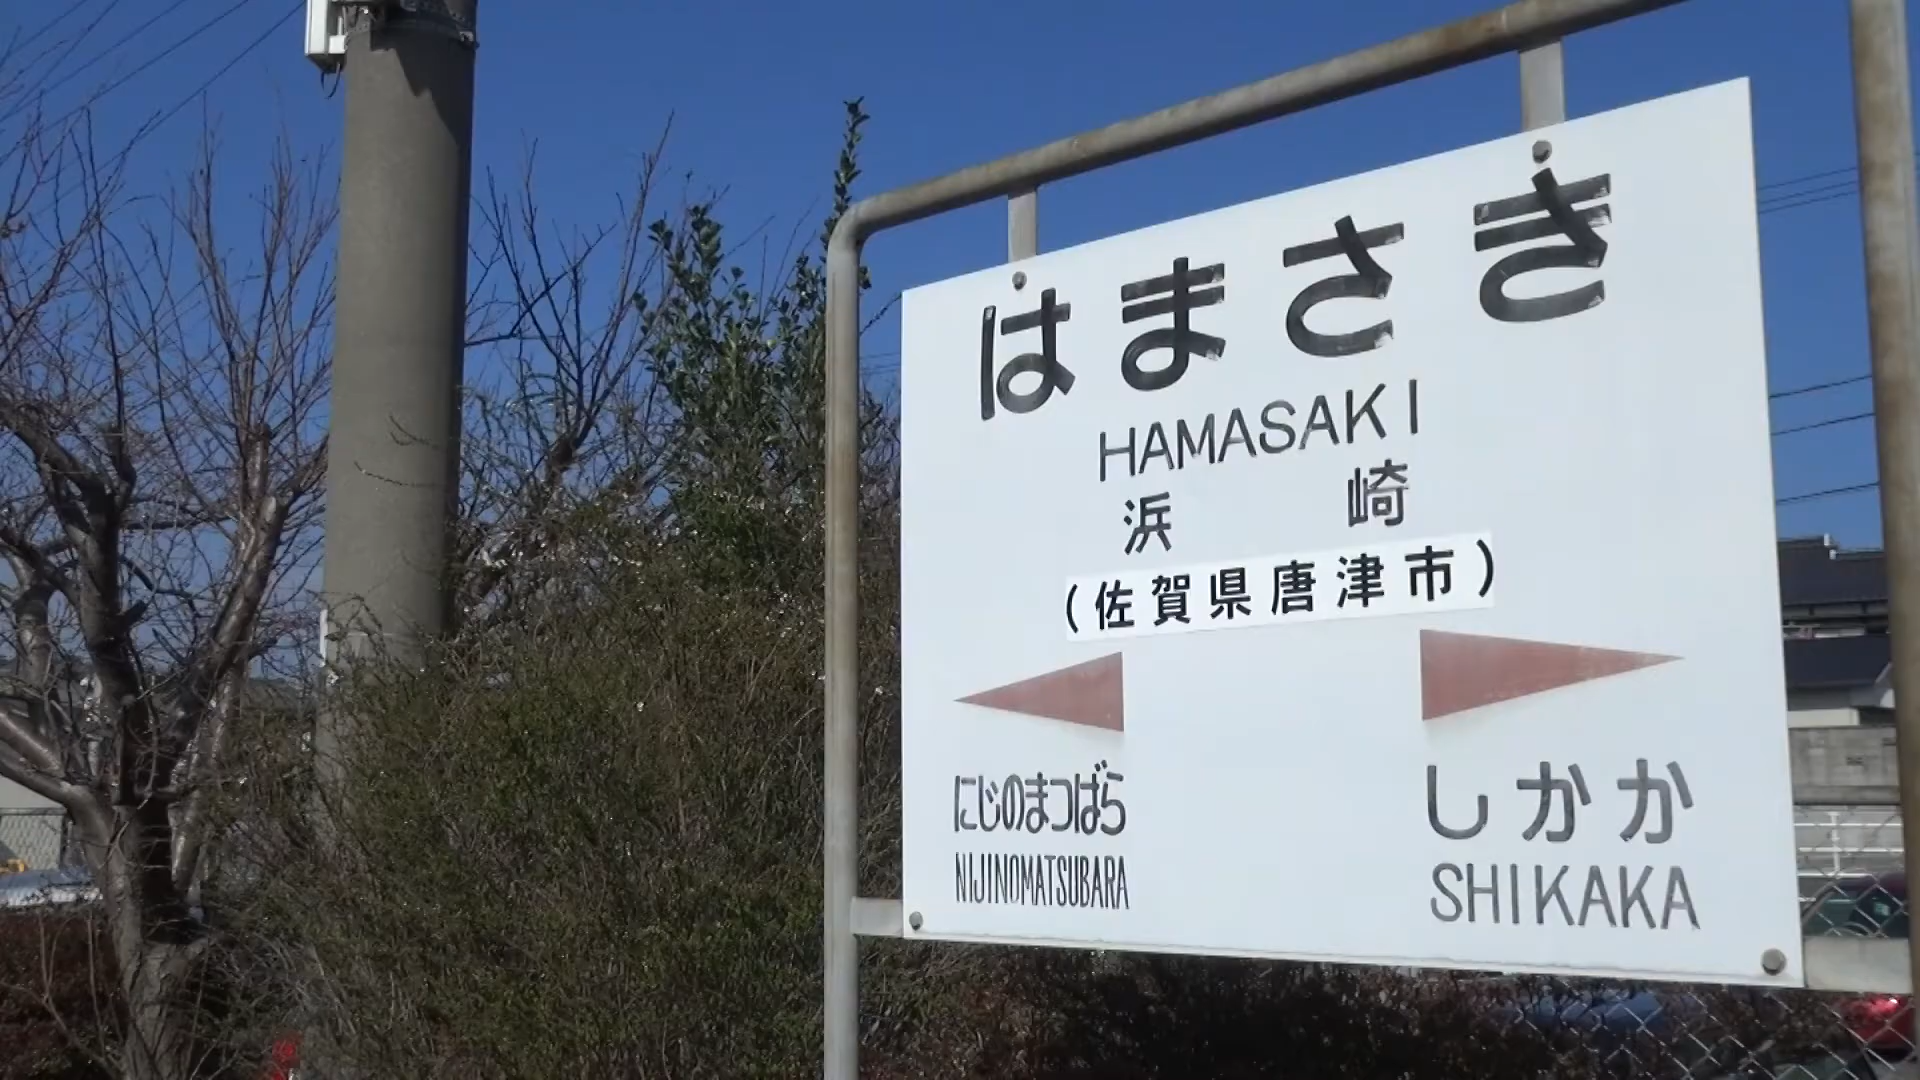 はまさき
HAMASAKI
浜 崎
(佐賀県唐津市)
にじのまつばら しかか
NIJINOMATSUBARA SHIKAKA